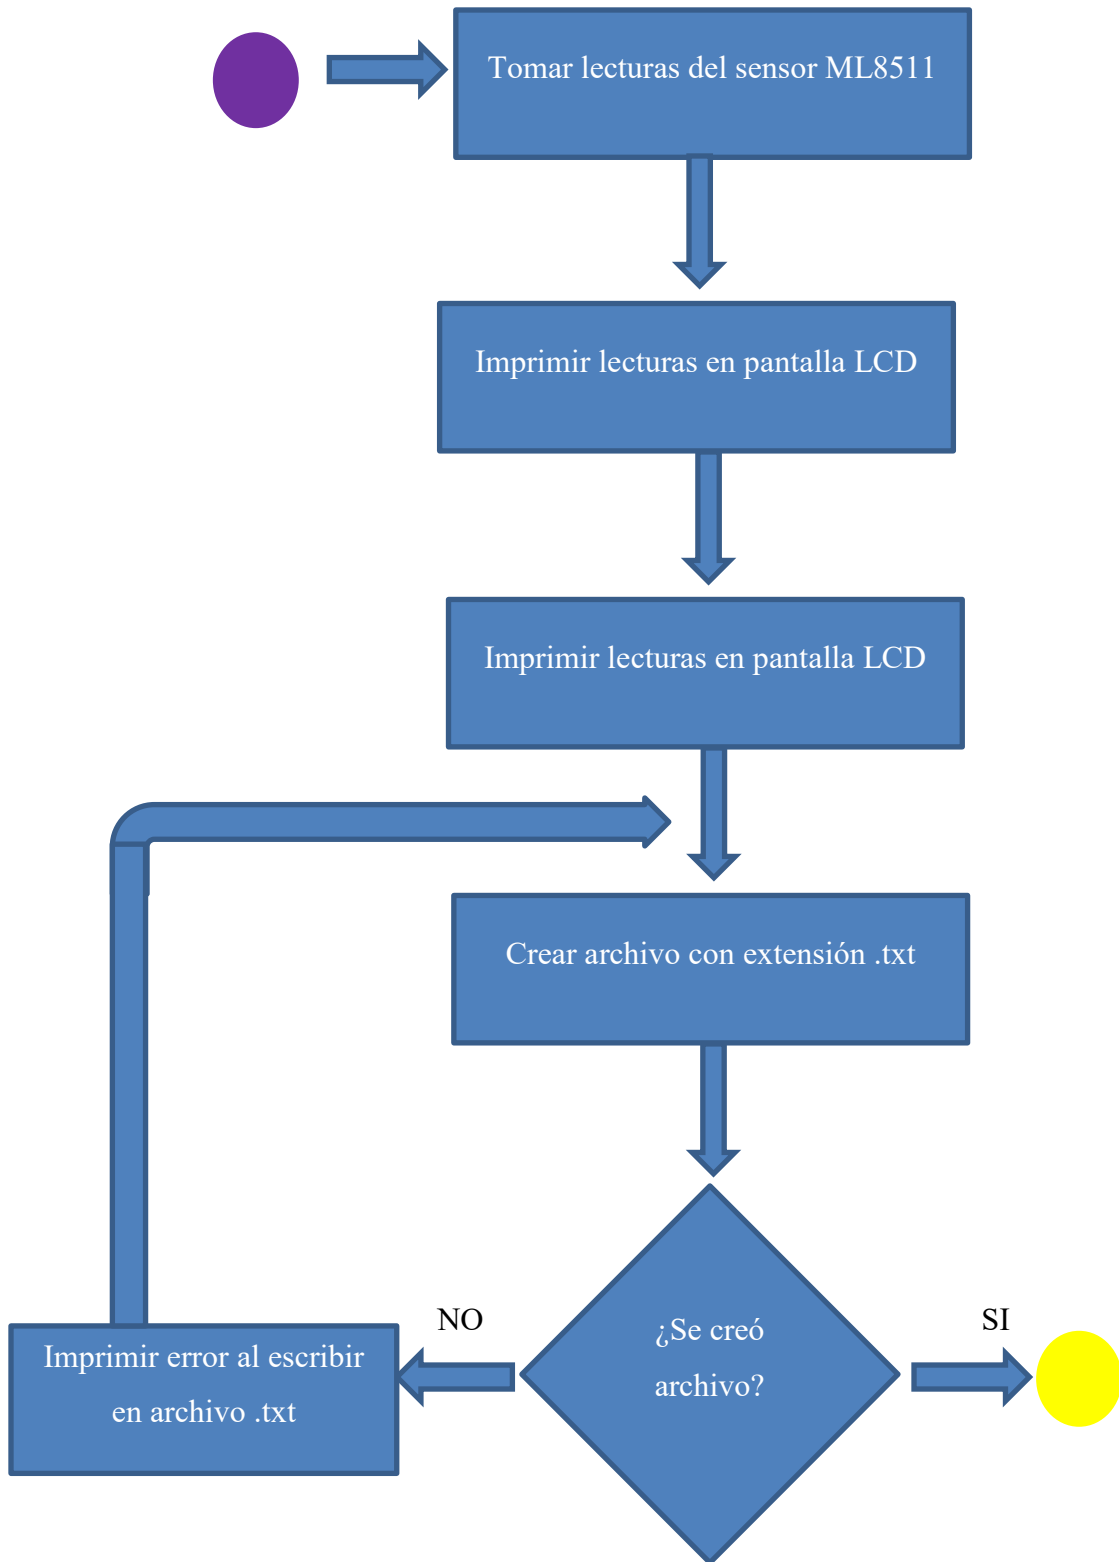 Tomar lecturas del sensor ML8511
Imprimir lecturas en pantalla LCD
Imprimir lecturas en pantalla LCD
Crear archivo con extensión .txt
¿Se creó
archivo?
NO
SI
Imprimir error al escribir
en archivo .txt